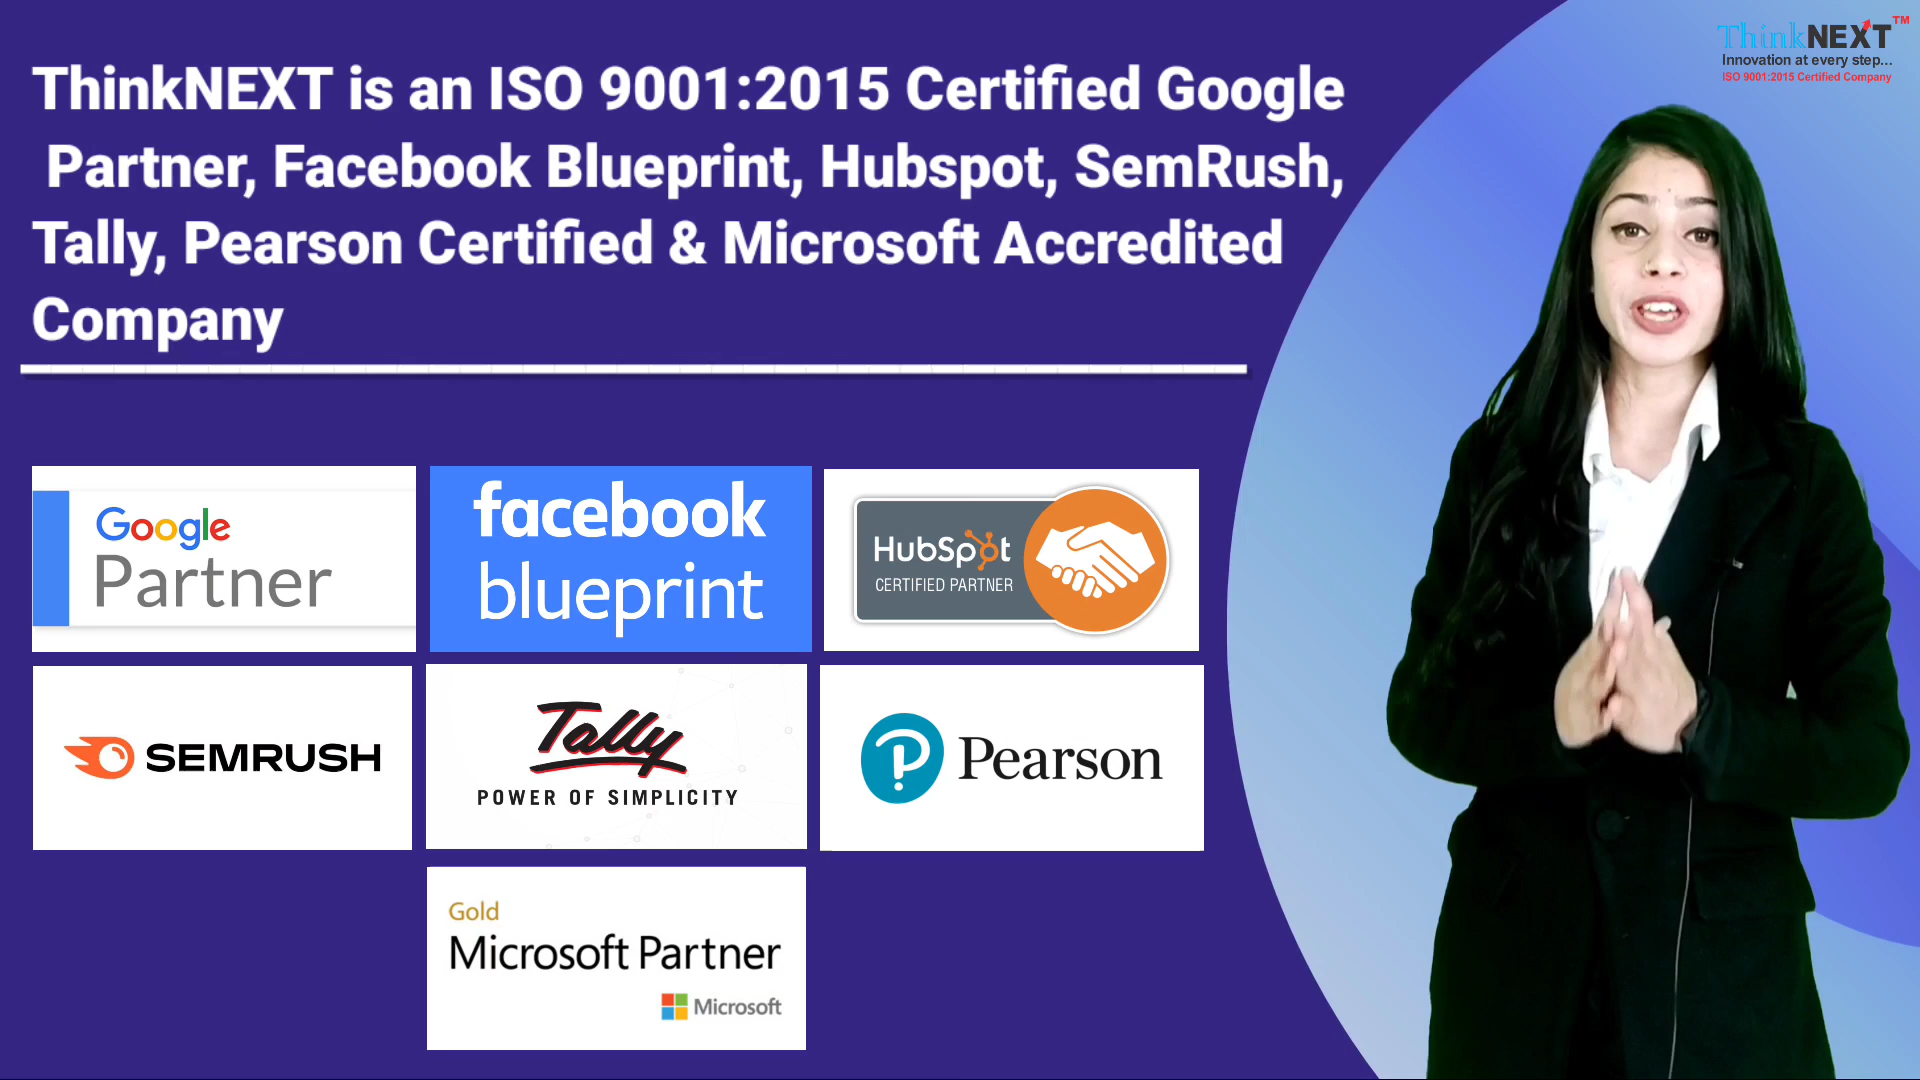 ThinkNEXT is an ISO 9001:2015 Certified Google
Partner, Facebook Blueprint, Hubspot, SemRush,
Tally, Pearson Certified & Microsoft Accredited
Company
ThinkNEXT™
Innovation at every step...
ISO 9001:2015 Certified Company
Google
Partner
facebook
blueprint
HubSpot
CERTIFIED PARTNER
SEMRUSH
Tally
POWER OF SIMPLICITY
Pearson
Gold
Microsoft Partner
Microsoft